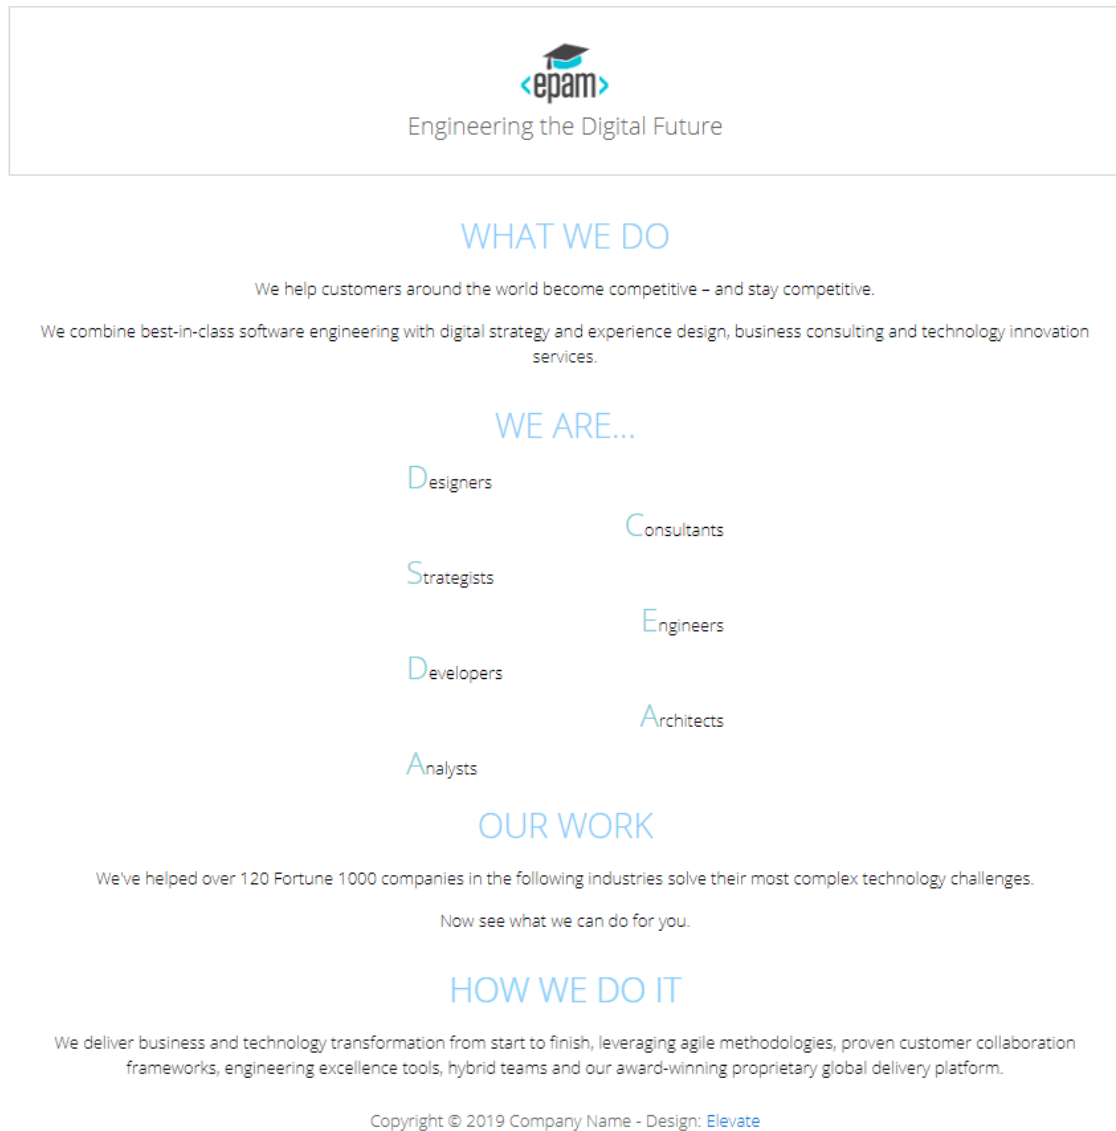 <epam>
Engineering the Digital Future
WHAT WE DO
We help customers around the world become competitive – and stay competitive.
We combine best-in-class software engineering with digital strategy and experience design, business consulting and technology innovation
services.
WE ARE...
Designers
Consultants
Strategists
Engineers
Developers
Architects
Analysts
OUR WORK
We've helped over 120 Fortune 1000 companies in the following industries solve their most complex technology challenges.
Now see what we can do for you.
HOW WE DO IT
We deliver business and technology transformation from start to finish, leveraging agile methodologies, proven customer collaboration
frameworks, engineering excellence tools, hybrid teams and our award-winning proprietary global delivery platform.
Copyright © 2019 Company Name - Design: Elevate